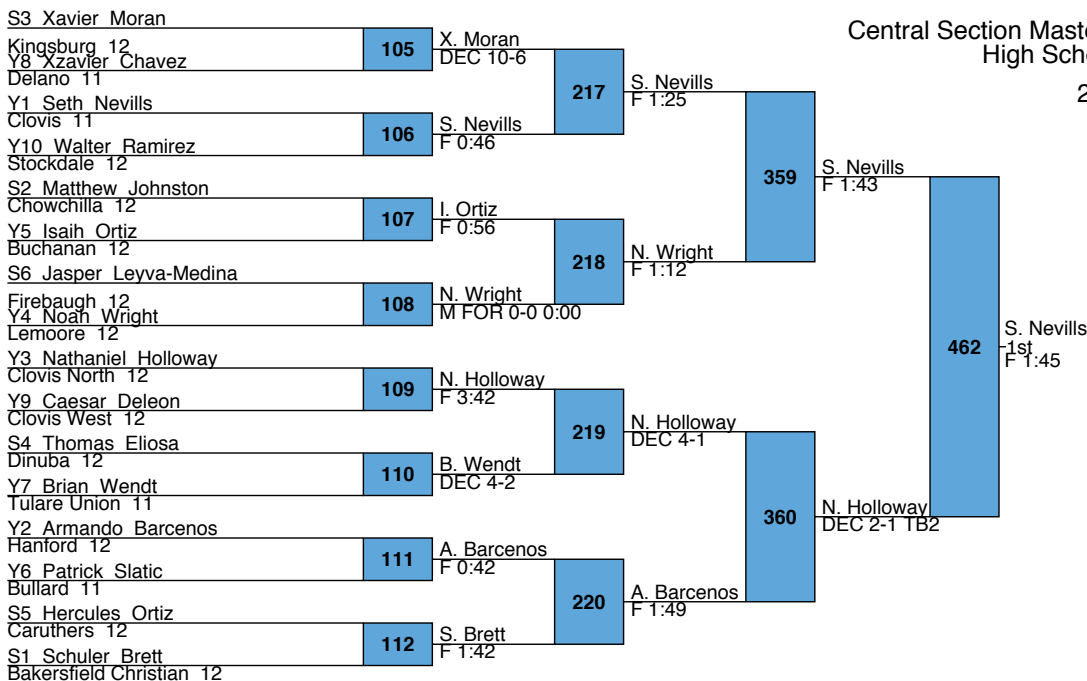 S3 Xavier Moran
Kingsburg 12
Y8 Xzavier Chavez
Delano 11
Y1 Seth Nevills
Clovis 11
Y10 Walter Ramirez
Stockdale 12
S2 Matthew Johnston
Chowchilla 12
Y5 Isaih Ortiz
Buchanan 12
S6 Jasper Leyva-Medina
Firebaugh 12
Y4 Noah Wright
Lemoore 12
Y3 Nathaniel Holloway
Clovis North 12
Y9 Caesar Deleon
Clovis West 12
S4 Thomas Eliosa
Dinuba 12
Y7 Brian Wendt
Tulare Union 11
Y2 Armando Barcenos
Hanford 12
Y6 Patrick Slatic
Bullard 11
S5 Hercules Ortiz
Caruthers 12
S1 Schuler Brett
Bakersfield Christian 12
105
106
107
108
109
110
111
112
X. Moran
DEC 10-6
S. Nevills
F 0:46
I. Ortiz
F 0:56
N. Wright
M FOR 0-0 0:00
N. Holloway
F 3:42
B. Wendt
DEC 4-2
A. Barcenos
F 0:42
S. Brett
F 1:42
217
218
219
220
S. Nevills
F 1:25
N. Wright
F 1:12
N. Holloway
DEC 4-1
A. Barcenos
F 1:49
359
360
S. Nevills
F 1:43
N. Holloway
DEC 2-1 TB2
462
S. Nevills
1st
F 1:45
Central Section Maste
High Sch
2